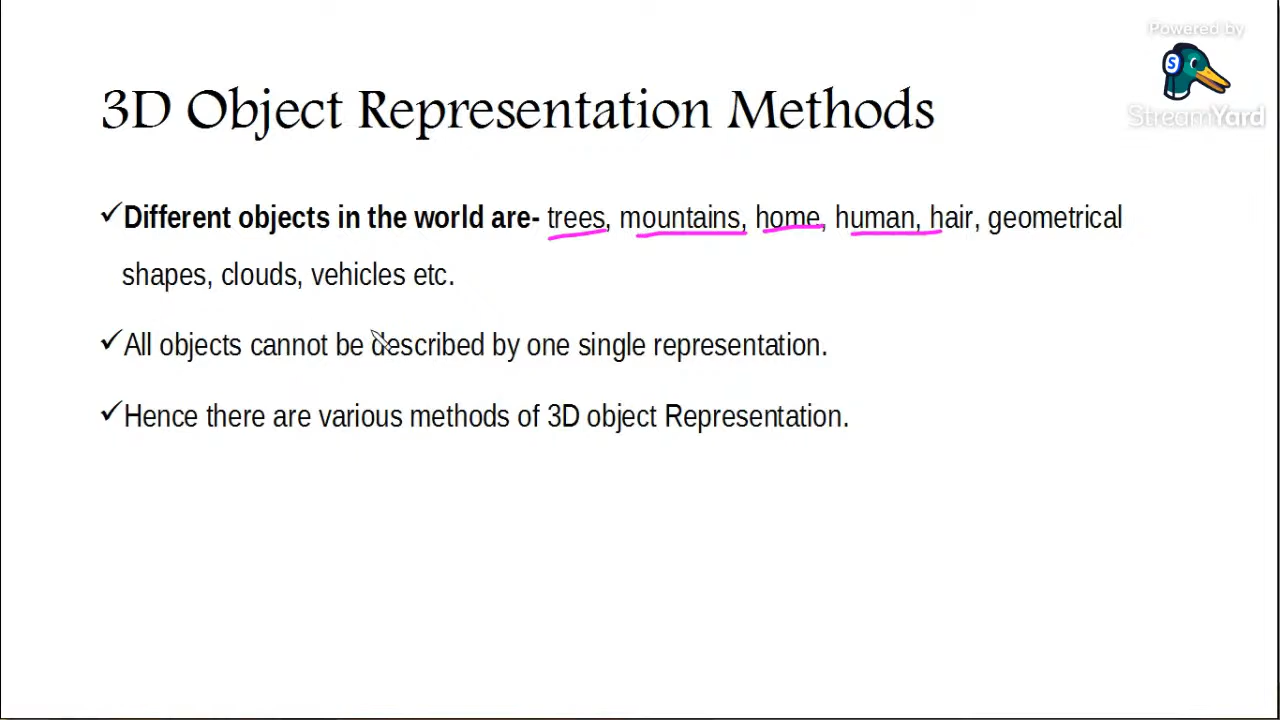 Powered by
S
StreamYard
3D Object Representation Methods
✓Different objects in the world are- trees, mountains, home, human, hair, geometrical
shapes, clouds, vehicles etc.
✓All objects cannot be described by one single representation.
✓Hence there are various methods of 3D object Representation.